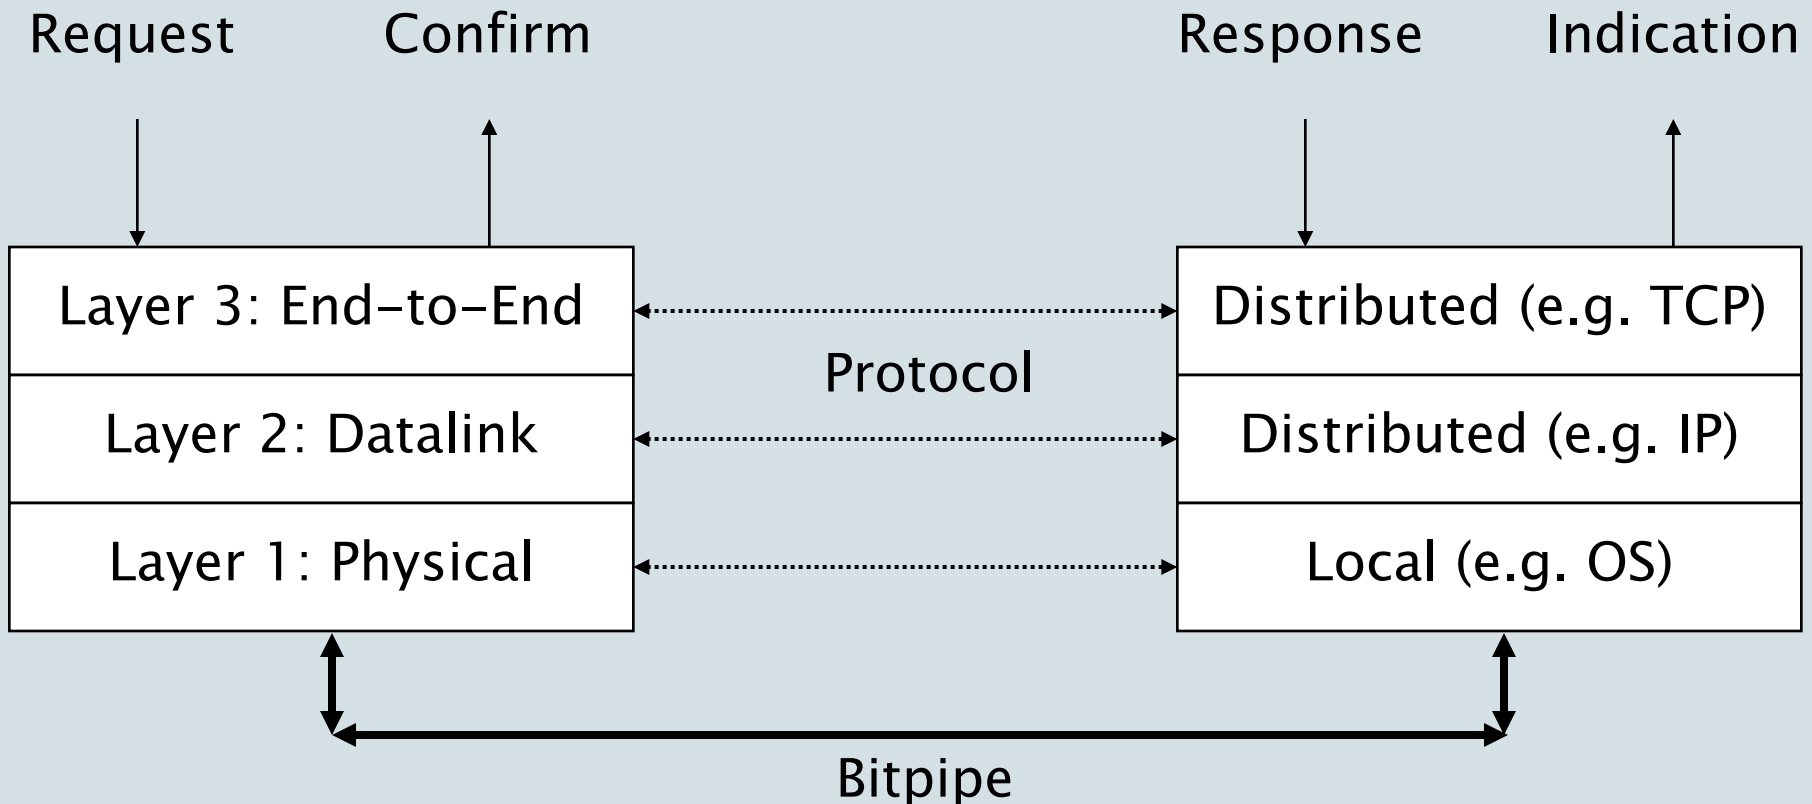 Request Confirm Response Indication
Layer 3: End-to-End Distributed (e.g. TCP)
Protocol
Layer 2: Datalink Distributed (e.g. IP)
Layer 1: Physical Local (e.g. OS)
Bitpipe